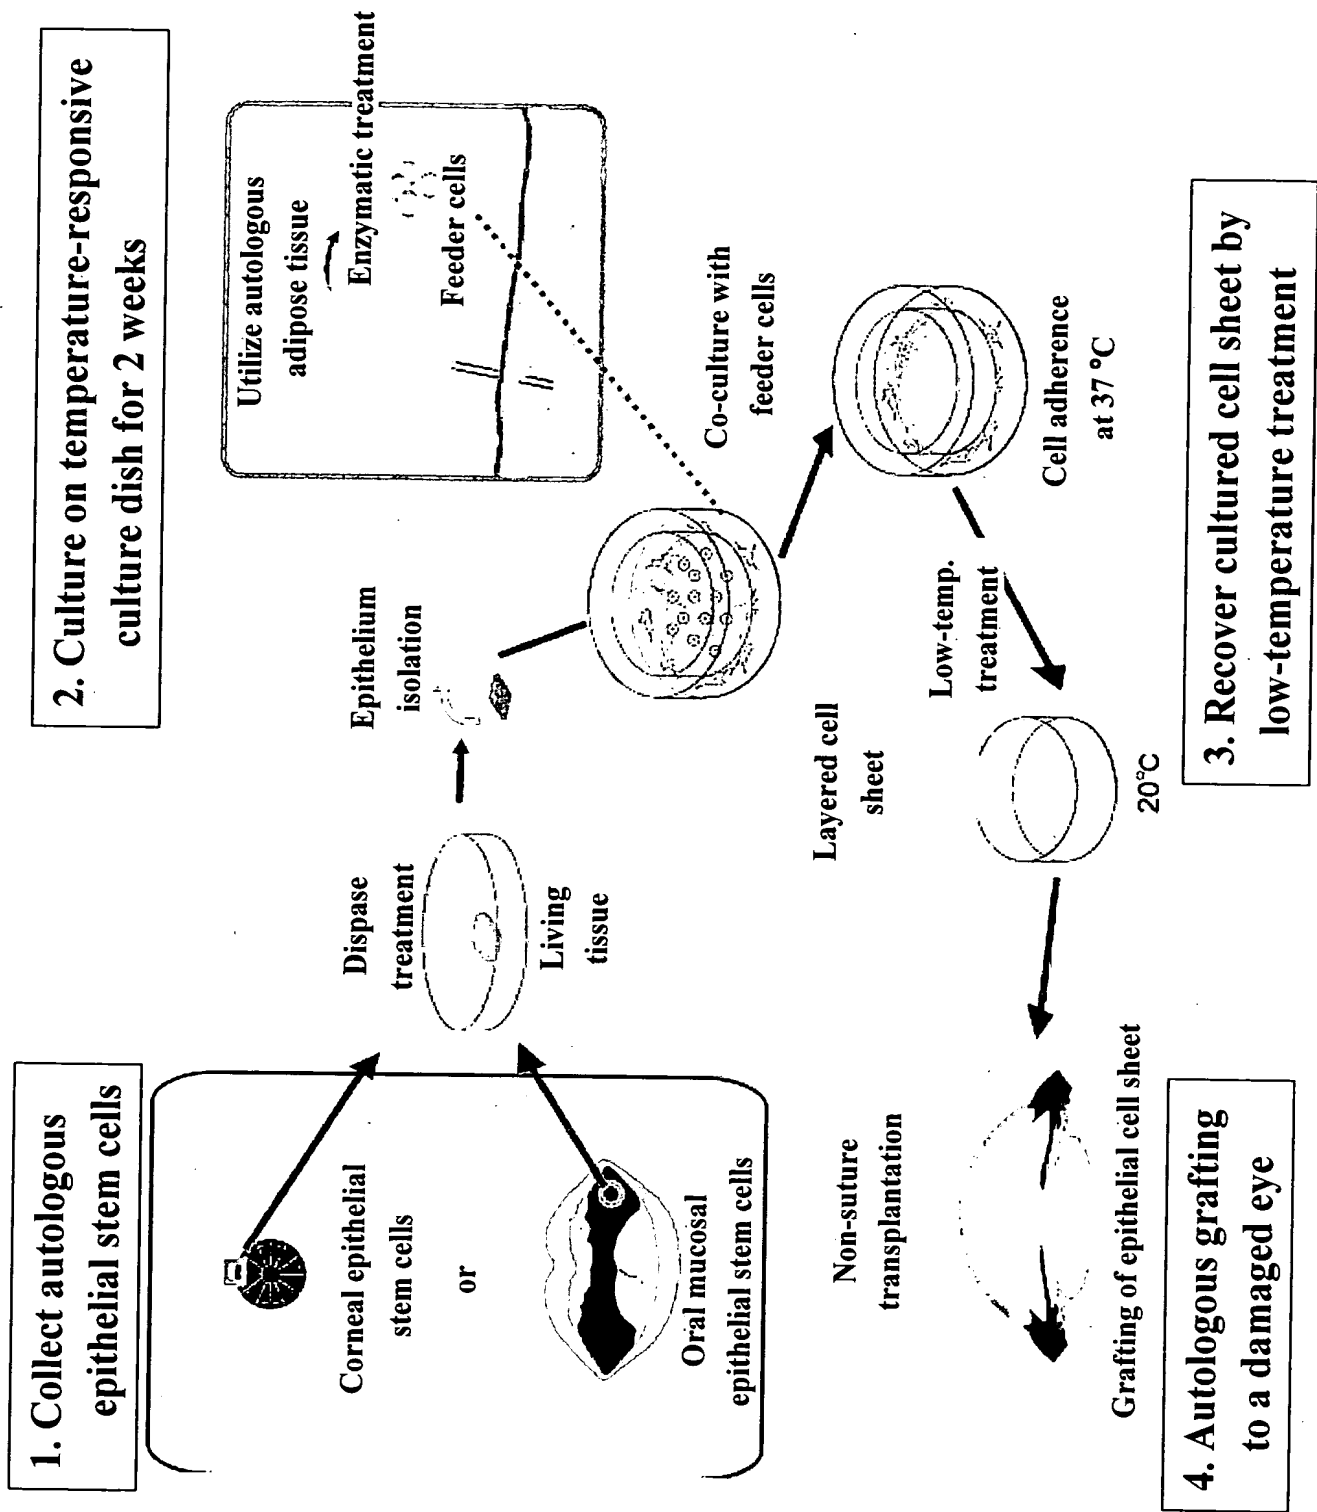 1. Collect autologous
epithelial stem cells
Corneal epithelial
stem cells
or
Oral mucosal
epithelial stem cells
Dispase
treatment
Living
tissue
Epithelium
isolation
2. Culture on temperature-responsive
culture dish for 2 weeks
Utilize autologous
adipose tissue
Enzymatic treatment
Feeder cells
Co-culture with
feeder cells
Cell adherence
at 37 °C
Low-temp.
treatment
Layered cell
sheet
20°C
3. Recover cultured cell sheet by
low-temperature treatment
Non-suture
transplantation
Grafting of epithelial cell sheet
4. Autologous grafting
to a damaged eye